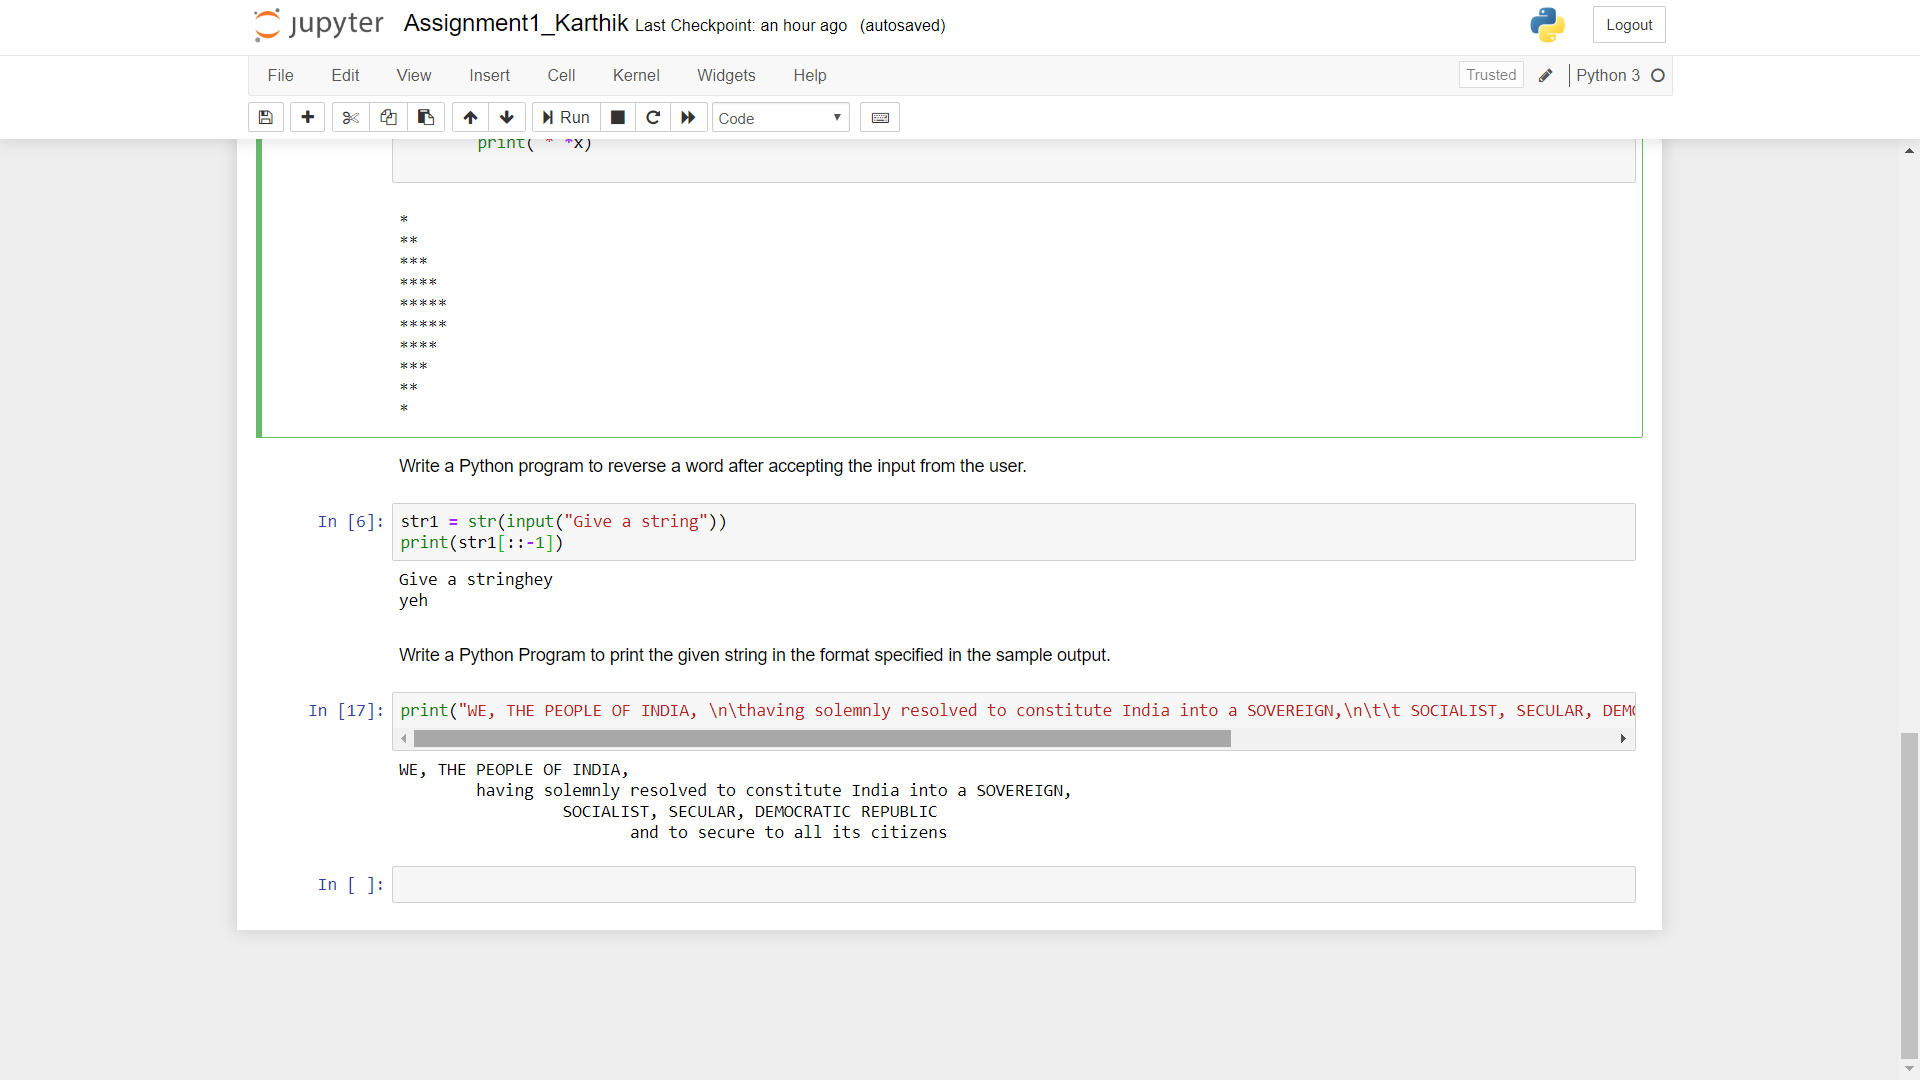 jupyter Assignment1_Karthik Last Checkpoint: an hour ago (autosaved) Logout
File Edit View Insert Cell Kernel Widgets Help Trusted Python 3
Run Code
print( * *x)
*
**
***
****
*****
*****
****
***
**
*
Write a Python program to reverse a word after accepting the input from the user.
In [6]: str1 = str(input("Give a string"))
print(str1[::-1])
Give a stringhey
yeh
Write a Python Program to print the given string in the format specified in the sample output.
In [17]: print("WE, THE PEOPLE OF INDIA, \n\thaving solemnly resolved to constitute India into a SOVEREIGN,\n\t\t SOCIALIST, SECULAR, DEMO
WE, THE PEOPLE OF INDIA,
having solemnly resolved to constitute India into a SOVEREIGN,
SOCIALIST, SECULAR, DEMOCRATIC REPUBLIC
and to secure to all its citizens
In [ ]: